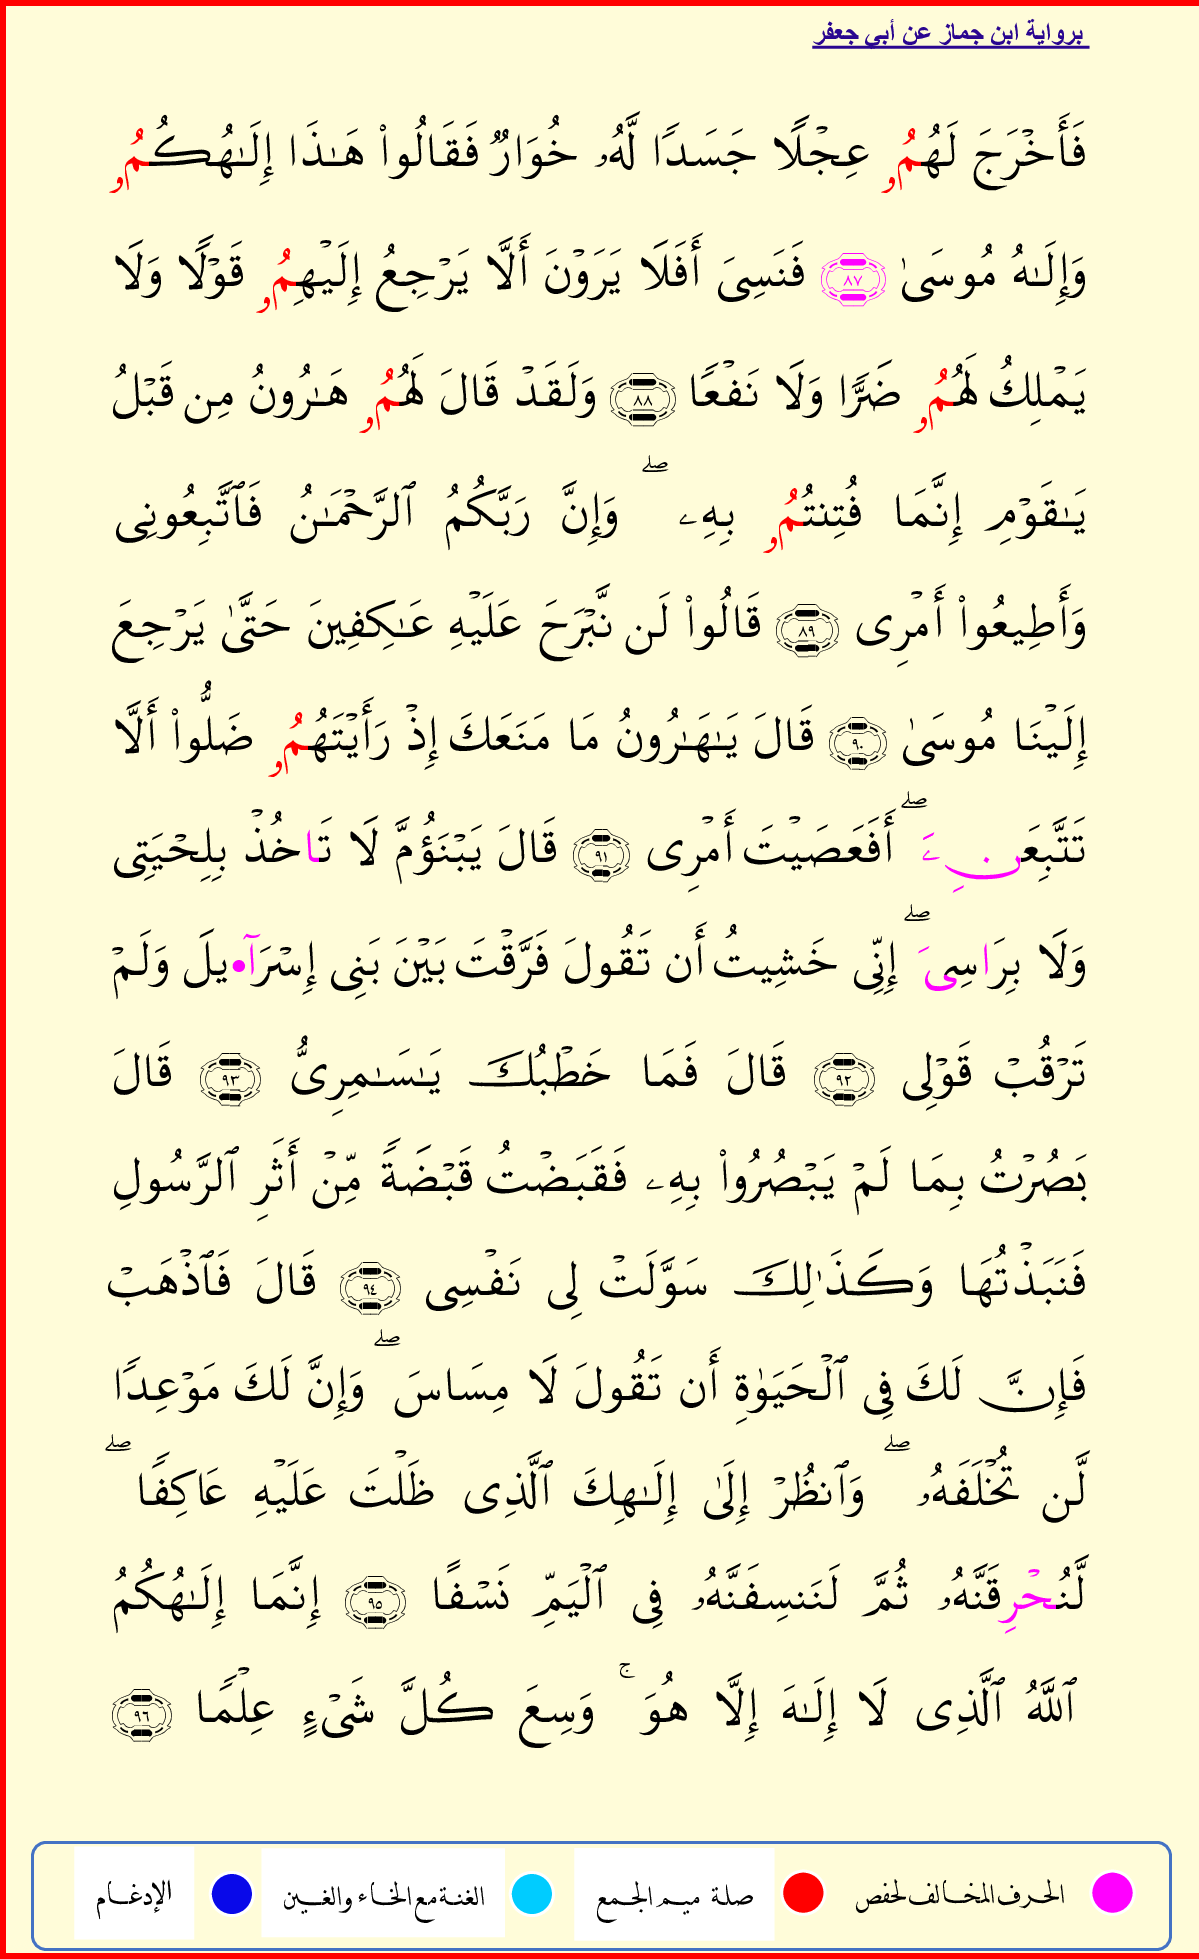 برواية ابن جماز عن أبي جعفر
فَأَخْرَجَ لَهُمُۥ عِجْلًا جَسَدًا لَّهُۥ خُوَارٌ فَقَالُوا۟ هَـٰذَا إِلَـٰهُكُمُۥ
وَإِلَـٰهُ مُوسَىٰ ٨٧ فَنَسِىَ أَفَلَا يَرَوْنَ أَلَّا يَرْجِعُ إِلَيْهِمُۥ قَوْلًا وَلَا
يَمْلِكُ لَهُمُۥ ضَرًّا وَلَا نَفْعًا ٨٨ وَلَقَدْ قَالَ لَهُمُۥ هَـٰرُونُ مِن قَبْلُ
يَـٰقَوْمِ إِنَّمَا فُتِنتُمُۥ بِهِۦ ۖ وَإِنَّ رَبَّكُمُ ٱلرَّحْمَـٰنُ فَٱتَّبِعُونِى
وَأَطِيعُوا۟ أَمْرِى ٨٩ قَالُوا۟ لَن نَّبْرَحَ عَلَيْهِ عَـٰكِفِينَ حَتَّىٰ يَرْجِعَ
إِلَيْنَا مُوسَىٰ ٩٠ قَالَ يَـٰهَـٰرُونُ مَا مَنَعَكَ إِذْ رَأَيْتَهُمُۥ ضَلُّوا۟ أَلَّا
تَتَّبِعَنِۦَ ۖ أَفَعَصَيْتَ أَمْرِى ٩١ قَالَ يَبْنَؤُمَّ لَا تَاخُذْ بِلِحْيَتِى
وَلَا بِرَاسِىَ ۖ إِنِّى خَشِيتُ أَن تَقُولَ فَرَّقْتَ بَيْنَ بَنِى إِسْرَآ•يلَ وَلَمْ
تَرْقُبْ قَوْلِى ٩٢ قَالَ فَمَا خَطْبُكَ يَـٰسَـٰمِرِىُّ ٩٣ قَالَ
بَصُرْتُ بِمَا لَمْ يَبْصُرُوا۟ بِهِۦ فَقَبَضْتُ قَبْضَةً مِّنْ أَثَرِ ٱلرَّسُولِ
فَنَبَذْتُهَا وَكَذَٰلِكَ سَوَّلَتْ لِى نَفْسِى ٩٤ قَالَ فَٱذْهَبْ
فَإِنَّ لَكَ فِى ٱلْحَيَوٰةِ أَن تَقُولَ لَا مِسَاسَ ۖ وَإِنَّ لَكَ مَوْعِدًا
لَّن تُخْلَفَهُۥ ۖ وَٱنظُرْ إِلَىٰ إِلَـٰهِكَ ٱلَّذِى ظَلْتَ عَلَيْهِ عَاكِفًا ۖ
لَّنُحْرِقَنَّهُۥ ثُمَّ لَنَنسِفَنَّهُۥ فِى ٱلْيَمِّ نَسْفًا ٩٥ إِنَّمَا إِلَـٰهُكُمُ
ٱللَّهُ ٱلَّذِى لَا إِلَـٰهَ إِلَّا هُوَ ۚ وَسِعَ كُلَّ شَىْءٍ عِلْمًا ٩٦
الحرف المخالف لحفص صلة ميم الجمع الغنة مع الخاء والغين الإدغام